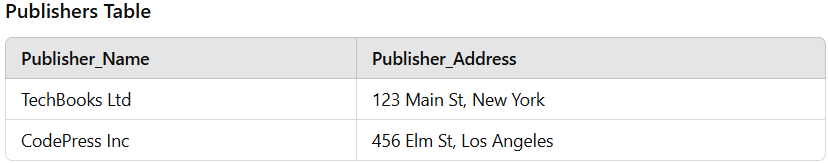 Publishers Table
Publisher_Name Publisher_Address
TechBooks Ltd 123 Main St, New York
CodePress Inc 456 Elm St, Los Angeles